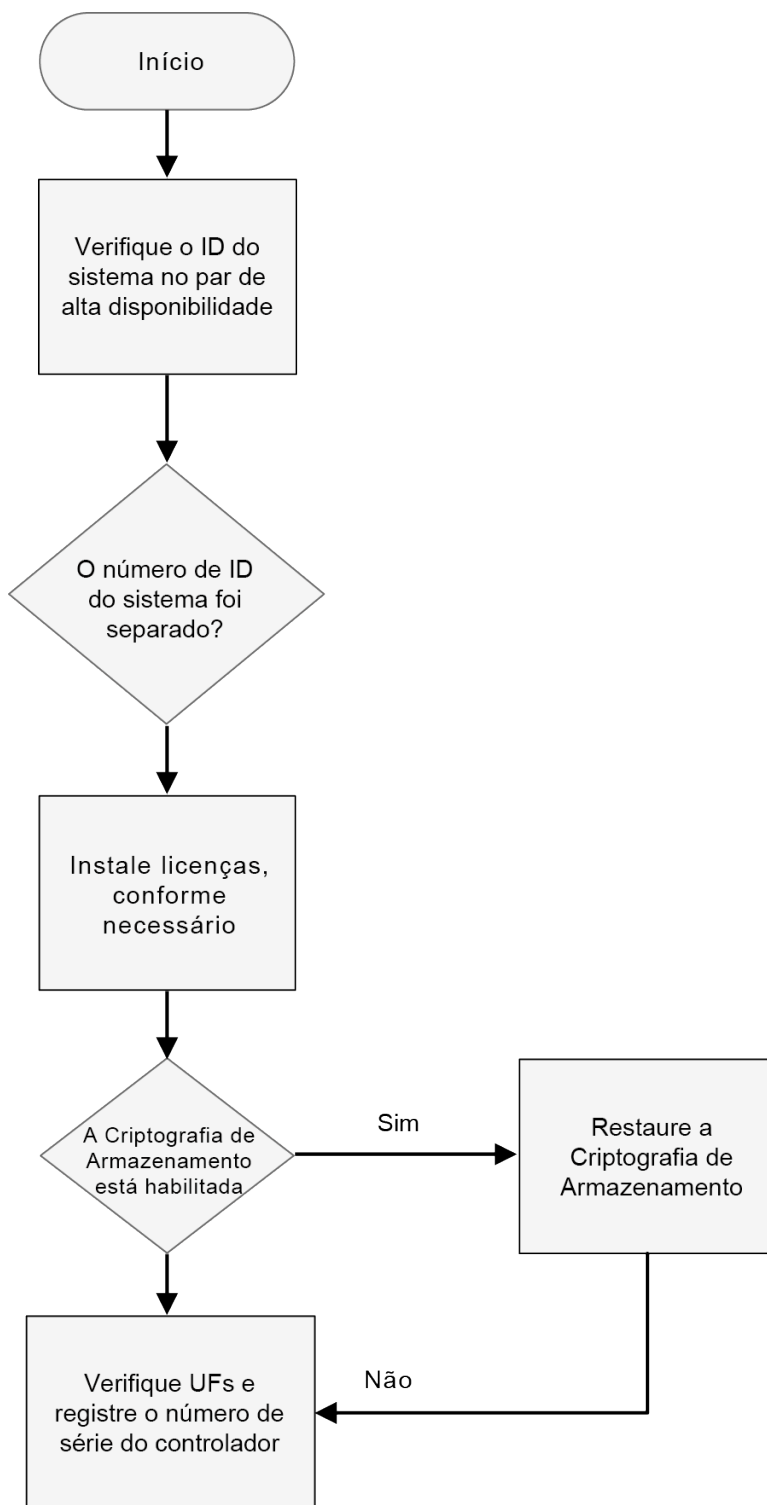 Início
Verifique o ID do
sistema no par de
alta disponibilidade
O número de ID
do sistema foi
separado?
Instale licenças,
conforme
necessário
A Criptografia de
Armazenamento
está habilitada
Sim
Restaure a
Criptografia de
Armazenamento
Verifique UFs e
registre o número de
série do controlador
Não